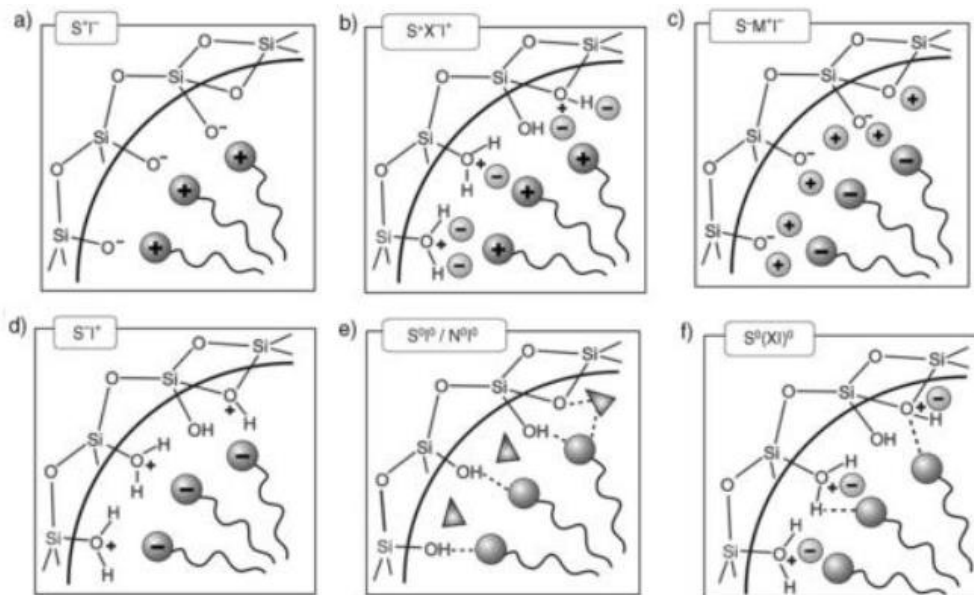 a) S⁺I⁻
O Si
O Si O
O⁻
Si
+
O⁻
O +
Si O⁻ +
b) S⁺X⁻I⁺
O Si
O Si O H
+ −
OH −
Si O H
+ +
O H −
+
H −
Si O +
+
H −
c) S⁻M⁺I⁻
O Si
O Si O
+
O⁻ + +
Si −
O⁻
O + −
+
Si O⁻ −
+
d) S⁻I⁺
O Si
O Si O
+ H
OH
Si H
O + −
O H −
H
Si O + −
H
e) S⁰I⁰ / N⁰I⁰
O Si
O Si O
OH
Si
OH
O
Si OH
f) S⁰(XI)⁰
O Si
O Si O + −
H
OH
Si H
O +
O H −
H
Si O + −
H